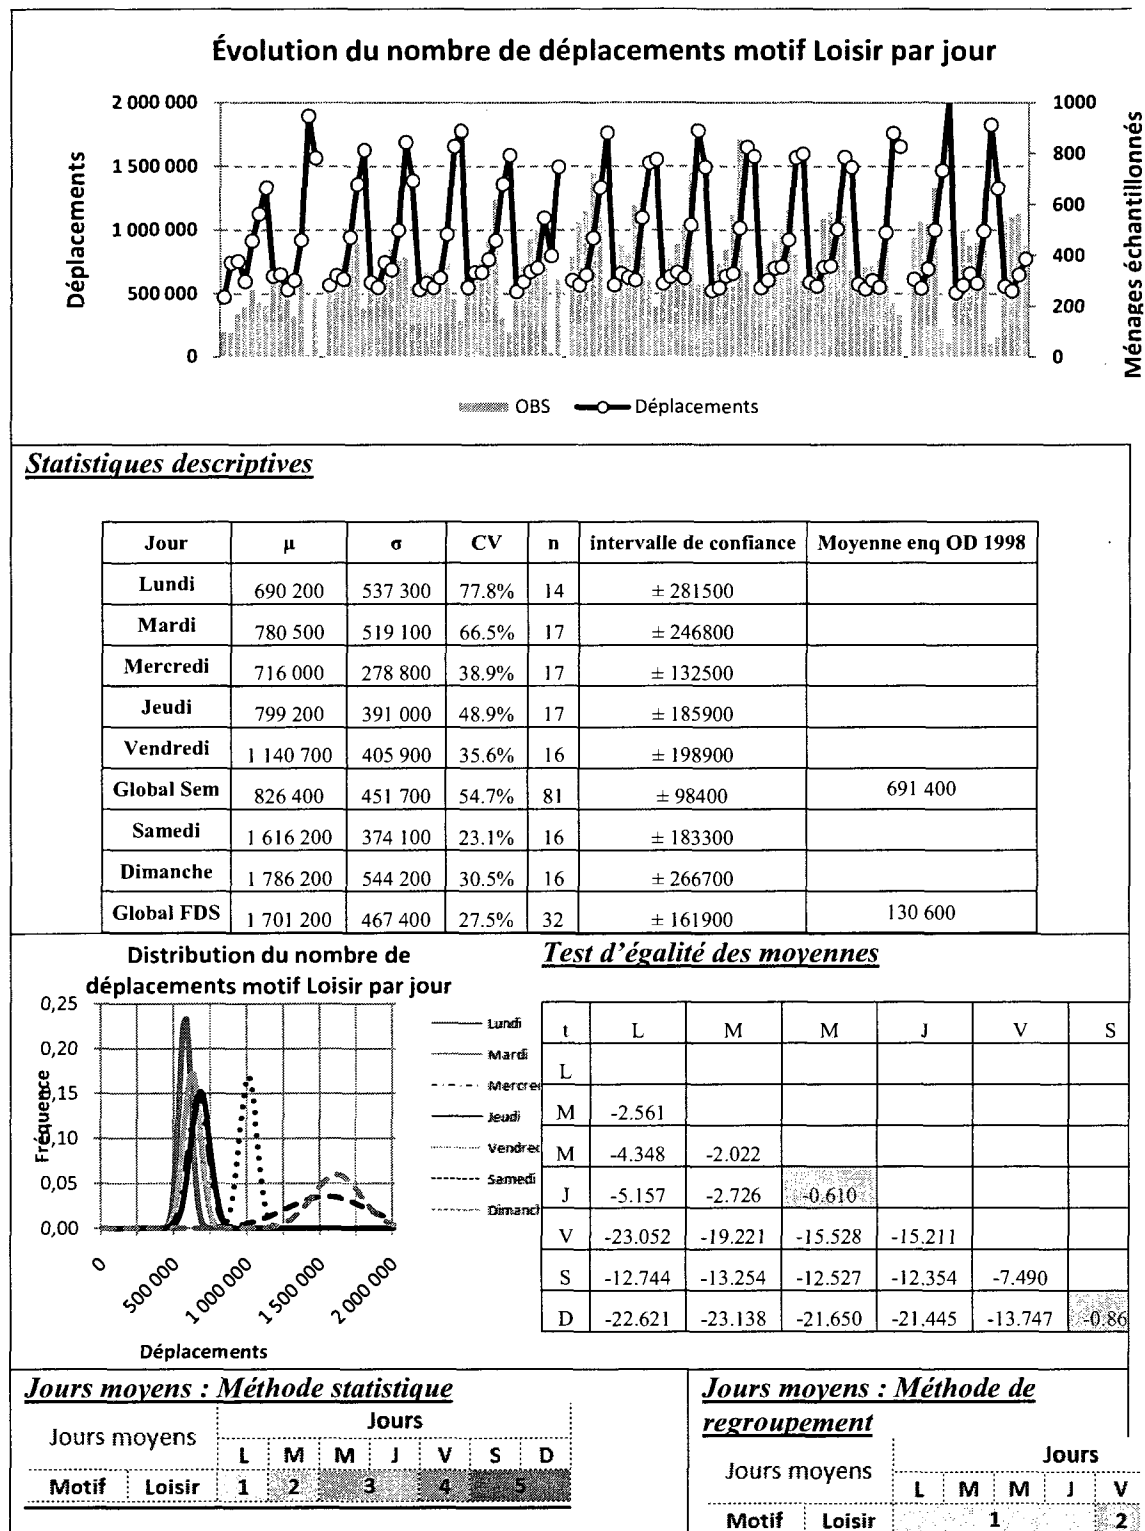 Évolution du nombre de déplacements motif Loisir par jour
2 000 000
1 500 000
1 000 000
500 000
0
Déplacements
1000
800
600
400
200
0
Ménages échantillonnés
OBS Déplacements
Statistiques descriptives
Jour μ σ CV n intervalle de confiance Moyenne enq OD 1998
Lundi 690 200 537 300 77.8% 14 ± 281500
Mardi 780 500 519 100 66.5% 17 ± 246800
Mercredi 716 000 278 800 38.9% 17 ± 132500
Jeudi 799 200 391 000 48.9% 17 ± 185900
Vendredi 1 140 700 405 900 35.6% 16 ± 198900
Global Sem 826 400 451 700 54.7% 81 ± 98400 691 400
Samedi 1 616 200 374 100 23.1% 16 ± 183300
Dimanche 1 786 200 544 200 30.5% 16 ± 266700
Global FDS 1 701 200 467 400 27.5% 32 ± 161900 130 600
Distribution du nombre de
déplacements motif Loisir par jour
0,25
0,20
0,15
0,10
0,05
0,00
Fréquence
0 500 000 1 000 000 1 500 000 2 000 000
Déplacements
Lundi
Mardi
Mercred
Jeudi
Vendred
Samedi
Dimanch
Test d'égalité des moyennes
t L M M J V S
L
M -2.561
M -4.348 -2.022
J -5.157 -2.726 -0.610
V -23.052 -19.221 -15.528 -15.211
S -12.744 -13.254 -12.527 -12.354 -7.490
D -22.621 -23.138 -21.650 -21.445 -13.747 -0.86
Jours moyens : Méthode statistique
Jours moyens Jours
L M M J V S D
Motif Loisir 1 2 3 4 5
Jours moyens : Méthode de
regroupement
Jours moyens Jours
L M M J V
Motif Loisir 1 2